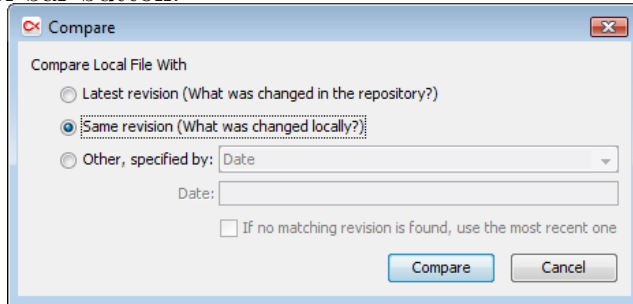 Compare
Compare Local File With
Latest revision (What was changed in the repository?)
Same revision (What was changed locally?)
Other, specified by: Date
Date:
If no matching revision is found, use the most recent one
Compare Cancel